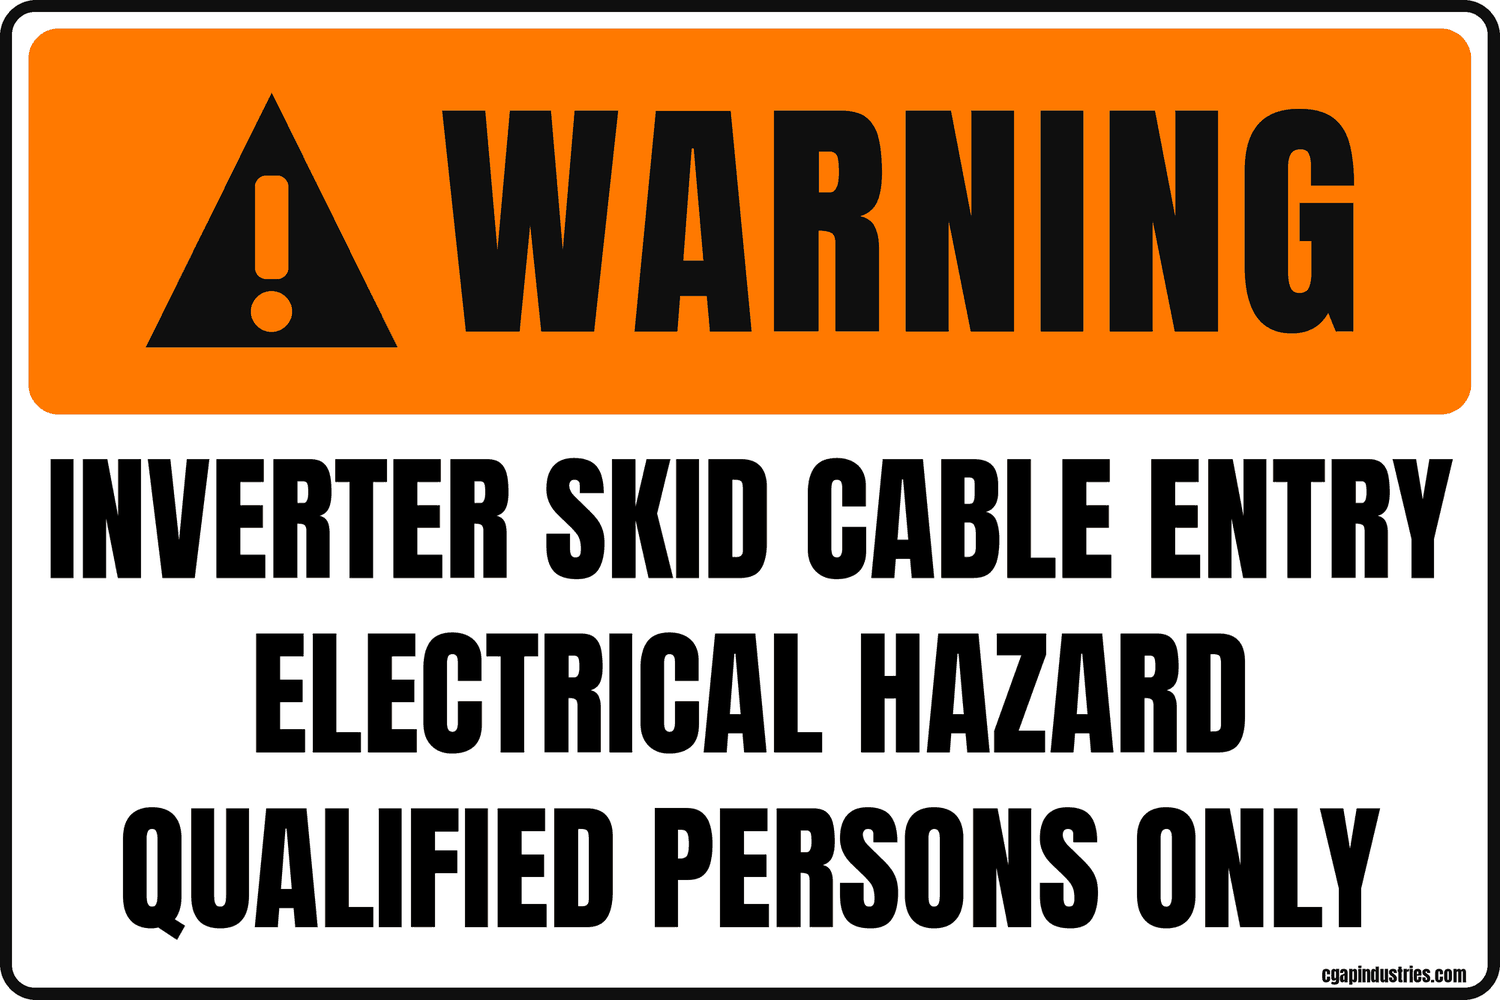 WARNING
INVERTER SKID CABLE ENTRY
ELECTRICAL HAZARD
QUALIFIED PERSONS ONLY
cgapindustries.com